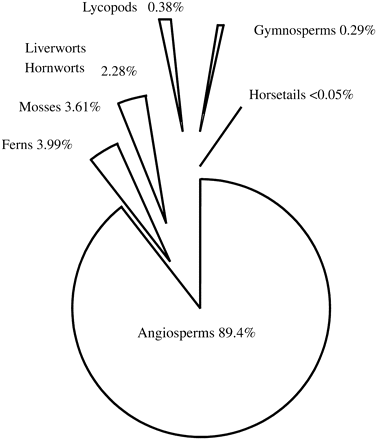 Lycopods 0.38%
Gymnosperms 0.29%
Liverworts
Hornworts 2.28%
Horsetails <0.05%
Mosses 3.61%
Ferns 3.99%
Angiosperms 89.4%